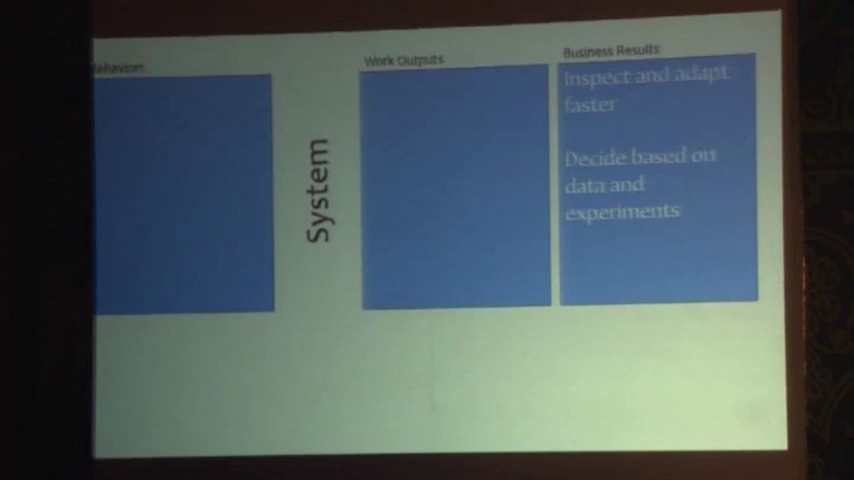 Behaviors
System
Work Outputs
Business Results
Inspect and adapt
faster
Decide based on
data and
experiments